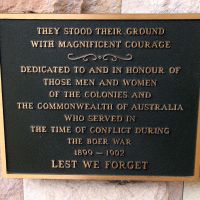 THEY STOOD THEIR GROUND
WITH MAGNIFICENT COURAGE
DEDICATED TO AND IN HONOUR OF
THOSE MEN AND WOMEN
OF THE COLONIES AND
THE COMMONWEALTH OF AUSTRALIA
WHO SERVED IN
THE TIME OF CONFLICT DURING
THE BOER WAR
1899 - 1902
LEST WE FORGET